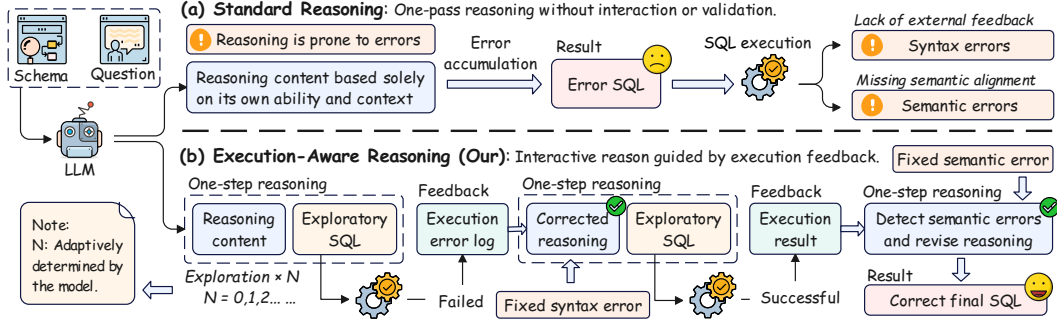 (a) Standard Reasoning: One-pass reasoning without interaction or validation.
Schema
Question
LLM
Reasoning is prone to errors
Reasoning content based solely
on its own ability and context
Error
accumulation
Result
Error SQL
SQL execution
Lack of external feedback
Syntax errors
Missing semantic alignment
Semantic errors
(b) Execution-Aware Reasoning (Our): Interactive reason guided by execution feedback.
Fixed semantic error
One-step reasoning
Reasoning
content
Exploratory
SQL
Exploration × N
N = 0,1,2... ...
Note:
N: Adaptively
determined by
the model.
Failed
Feedback
Execution
error log
One-step reasoning
Corrected
reasoning
Exploratory
SQL
Fixed syntax error
Successful
Feedback
Execution
result
One-step reasoning
Detect semantic errors
and revise reasoning
Result
Correct final SQL